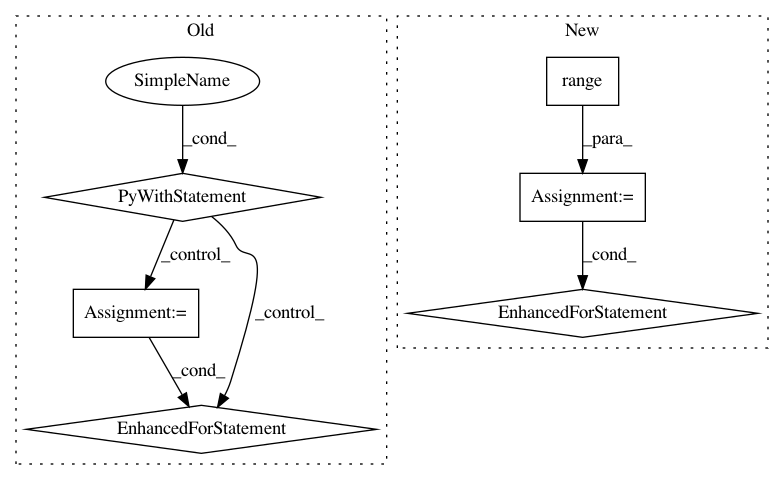 Old
New
SimpleName
range
_cond_
_para_
PyWithStatement
Assignment:=
_control_
_cond_
Assignment:=
_control_
EnhancedForStatement
_cond_
EnhancedForStatement